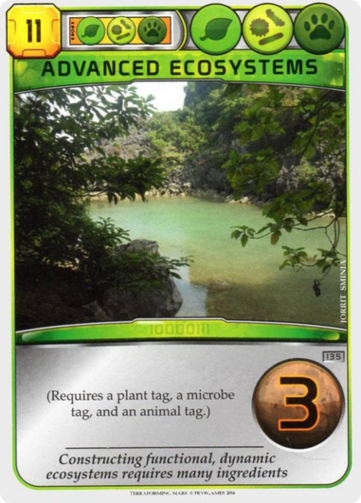 11
ADVANCED ECOSYSTEMS
JORRIT SMINIA
135
(Requires a plant tag, a microbe
tag, and an animal tag.)
3
Constructing functional, dynamic
ecosystems requires many ingredients
TERRAFORMING MARS © FRYXGAMES 2016